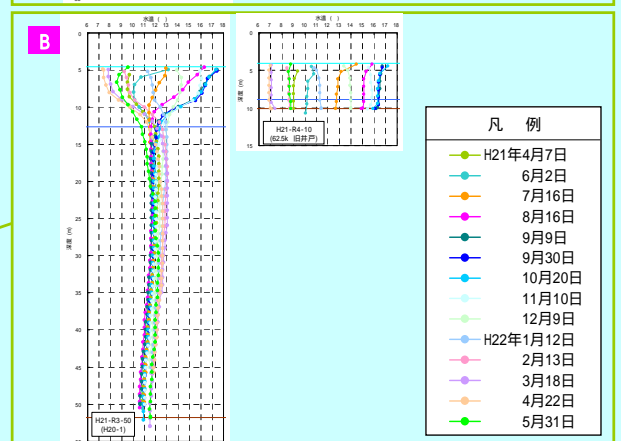 B
水温 ( )
6 7 8 9 10 11 12 13 14 15 16 17 18
0
5
10
15
20
25
30
35
40
45
50
深度 (m)
H21-R3-50
(H20-1)
水温 ( )
6 7 8 9 10 11 12 13 14 15 16 17 18
0
5
10
15
深度 (m)
H21-R4-10
(62.5k 旧井戸)
凡 例
H21年4月7日
6月2日
7月16日
8月16日
9月9日
9月30日
10月20日
11月10日
12月9日
H22年1月12日
2月13日
3月18日
4月22日
5月31日